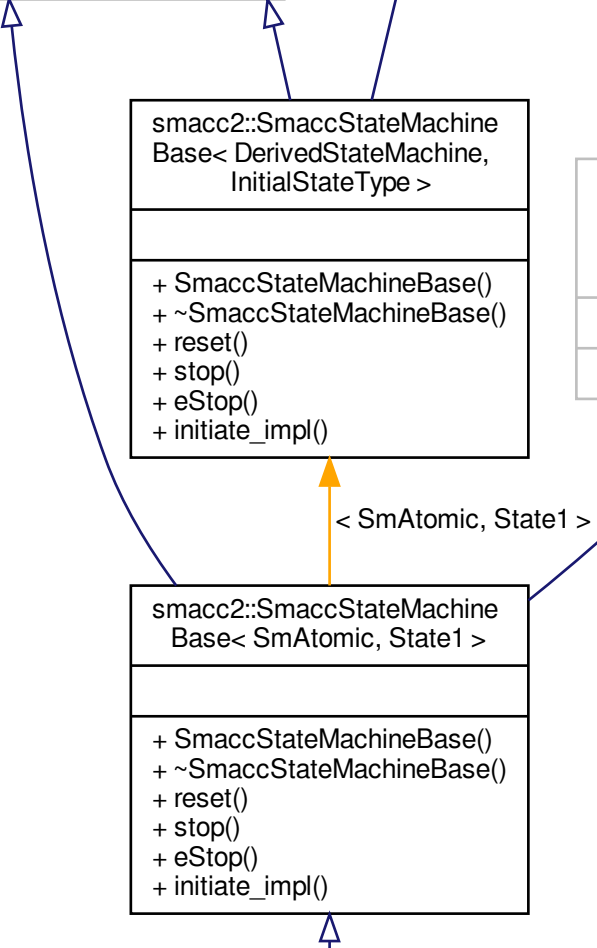 smacc2::SmaccStateMachine
Base< DerivedStateMachine,
InitialStateType >
+ SmaccStateMachineBase()
+ ~SmaccStateMachineBase()
+ reset()
+ stop()
+ eStop()
+ initiate_impl()
< SmAtomic, State1 >
smacc2::SmaccStateMachine
Base< SmAtomic, State1 >
+ SmaccStateMachineBase()
+ ~SmaccStateMachineBase()
+ reset()
+ stop()
+ eStop()
+ initiate_impl()